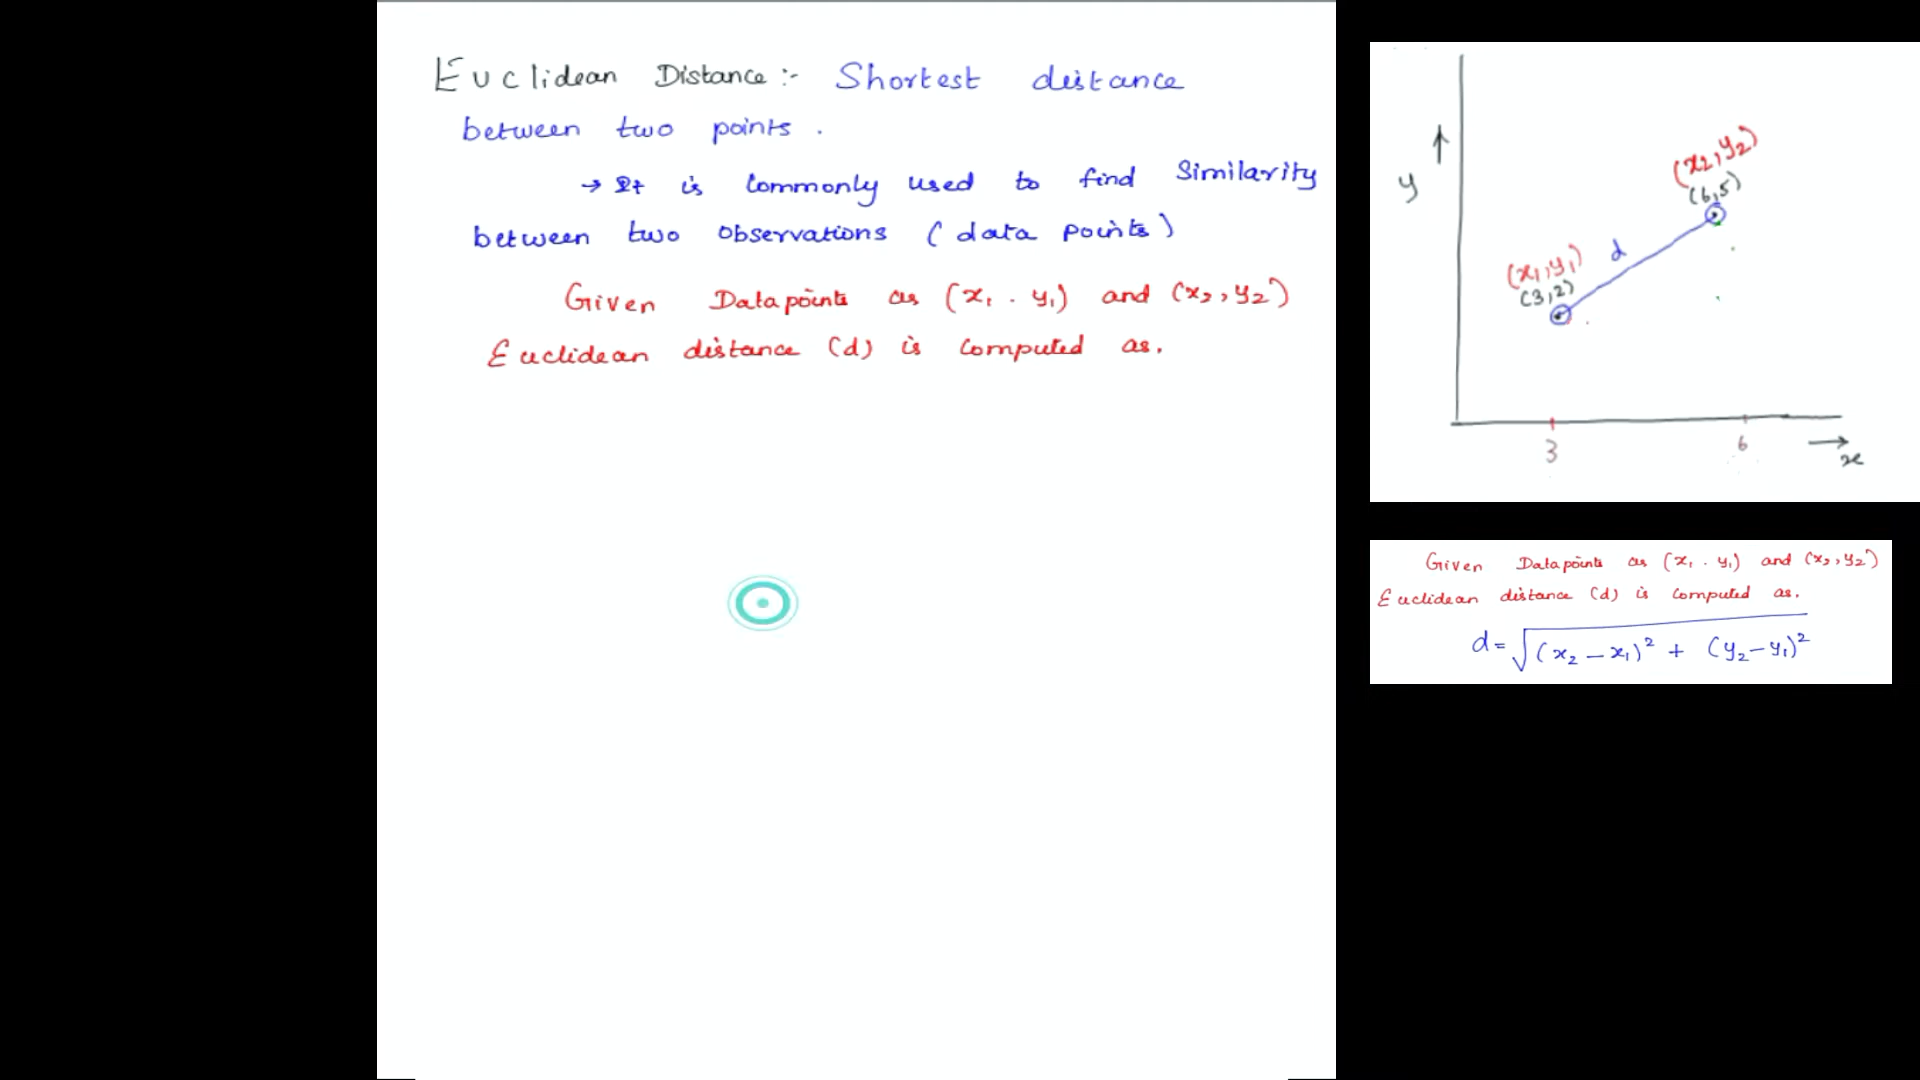 Euclidean Distance :- Shortest distance
between two points .
→ It is commonly used to find Similarity
between two observations ( data points )
Given Datapoints as (x₁ . y₁) and (x₂ , y₂)
Euclidean distance (d) is computed as.
y
↑
(x₂, y₂)
(6,5)
d
(x₁, y₁)
(3,2)
3
6
→
x
Given Datapoints as (x₁ . y₁) and (x₂ , y₂)
Euclidean distance (d) is computed as.
d = √(x₂ – x₁)² + (y₂ – y₁)²